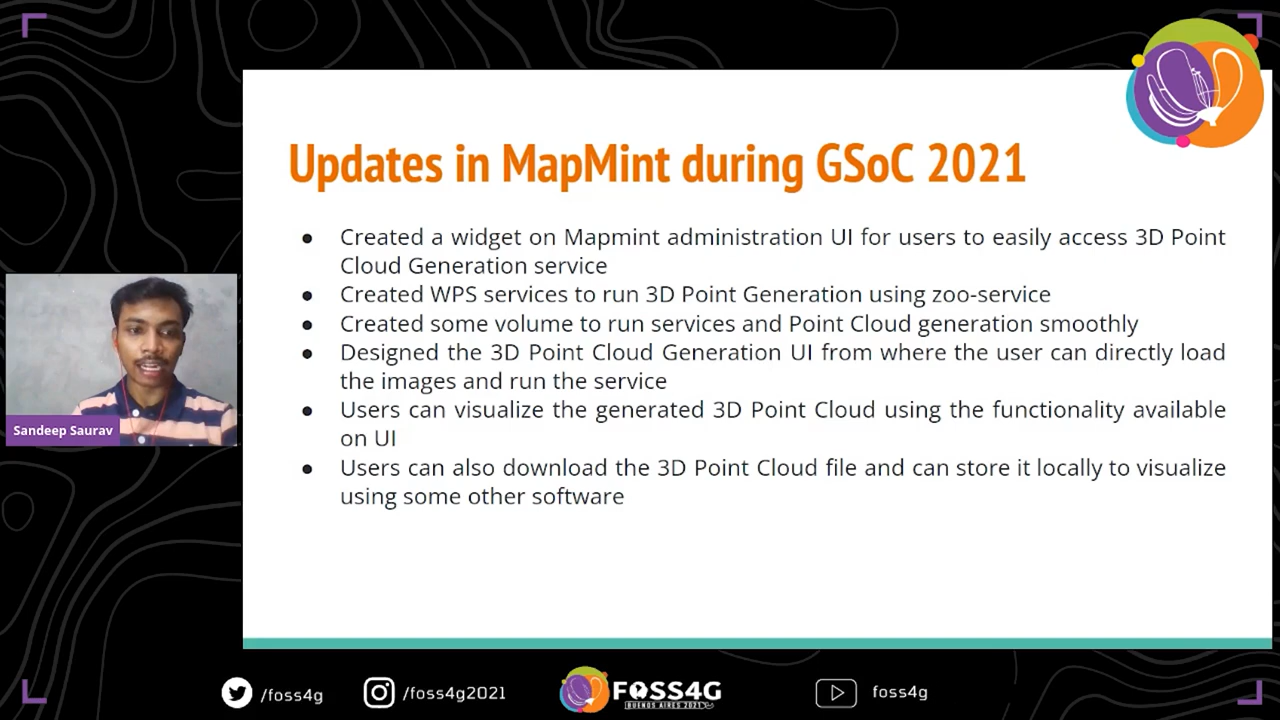 Updates in MapMint during GSoC 2021
● Created a widget on Mapmint administration UI for users to easily access 3D Point
Cloud Generation service
● Created WPS services to run 3D Point Generation using zoo-service
● Created some volume to run services and Point Cloud generation smoothly
● Designed the 3D Point Cloud Generation UI from where the user can directly load
the images and run the service
● Users can visualize the generated 3D Point Cloud using the functionality available
on UI
● Users can also download the 3D Point Cloud file and can store it locally to visualize
using some other software
Sandeep Saurav
/foss4g
/foss4g2021
FOSS4G
BUENOS AIRES 2021
foss4g